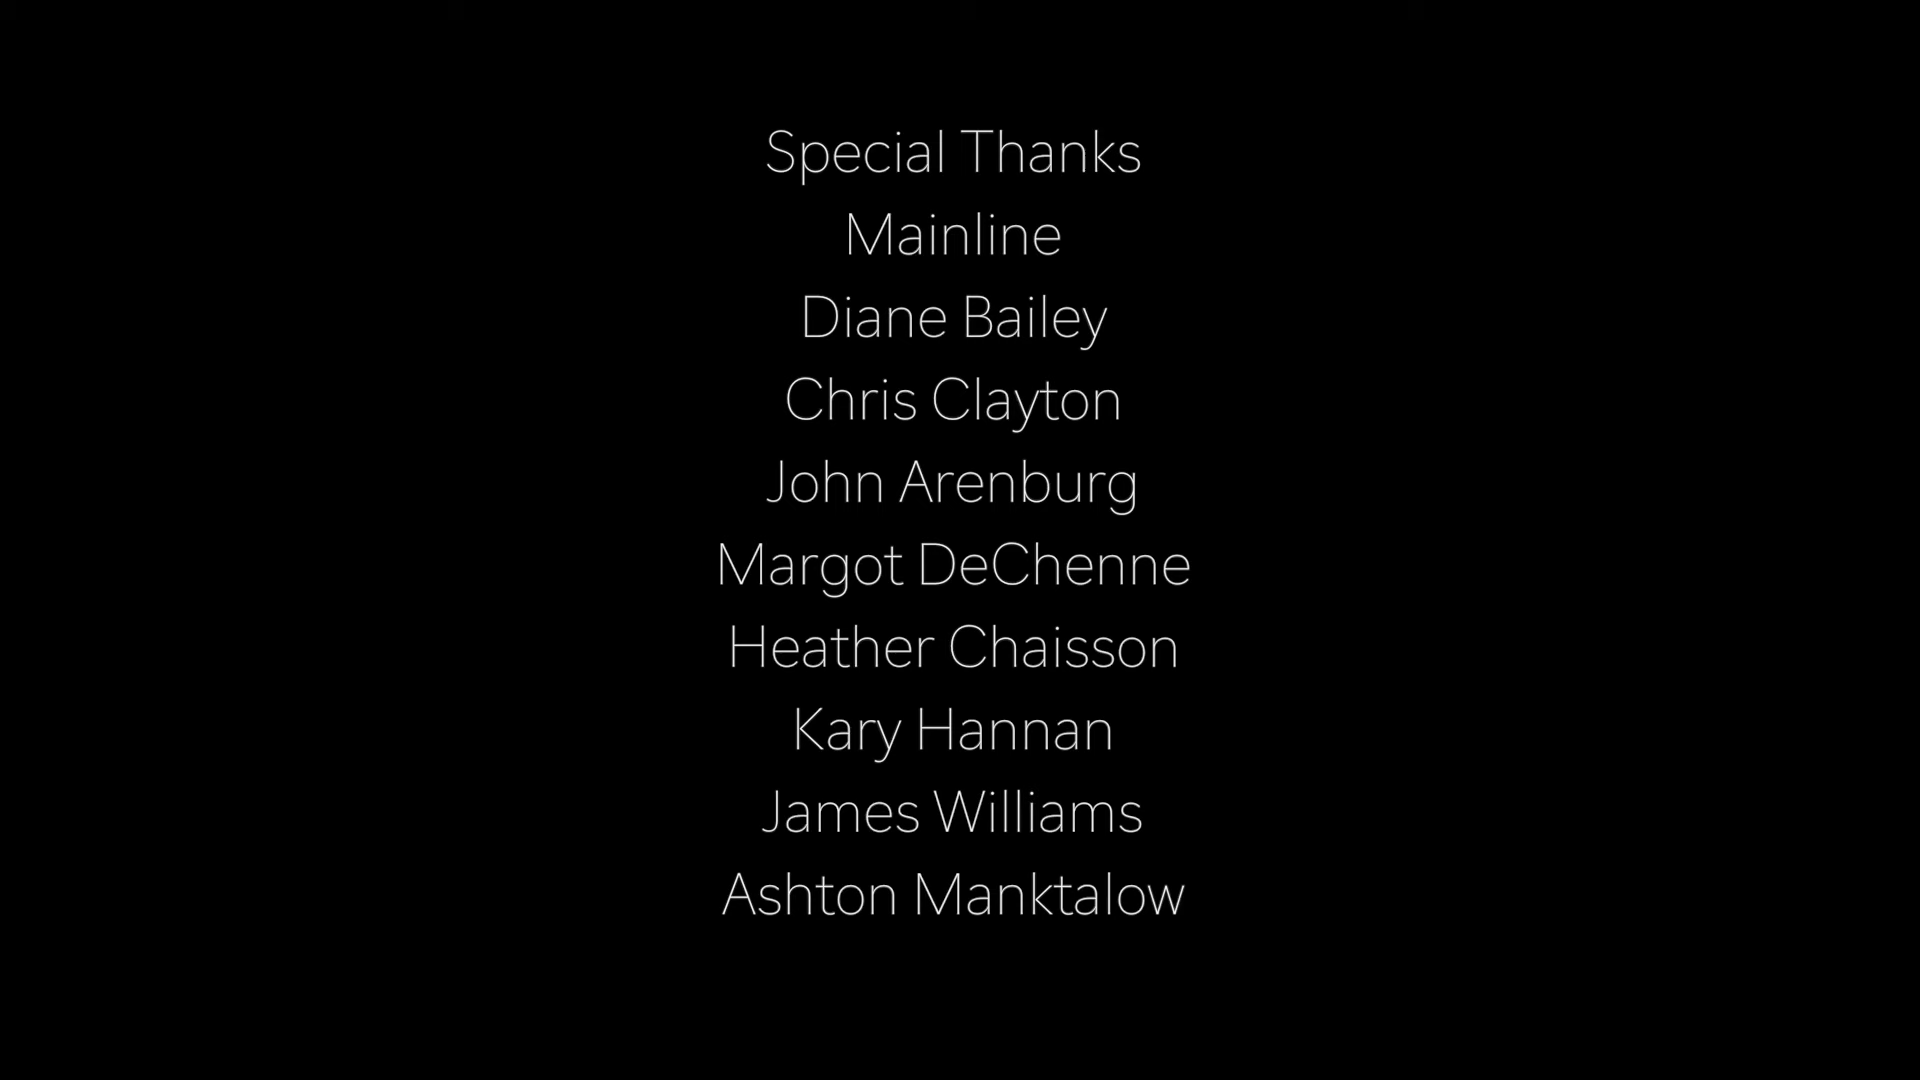 Special Thanks
Mainline
Diane Bailey
Chris Clayton
John Arenburg
Margot DeChenne
Heather Chaisson
Kary Hannan
James Williams
Ashton Manktalow